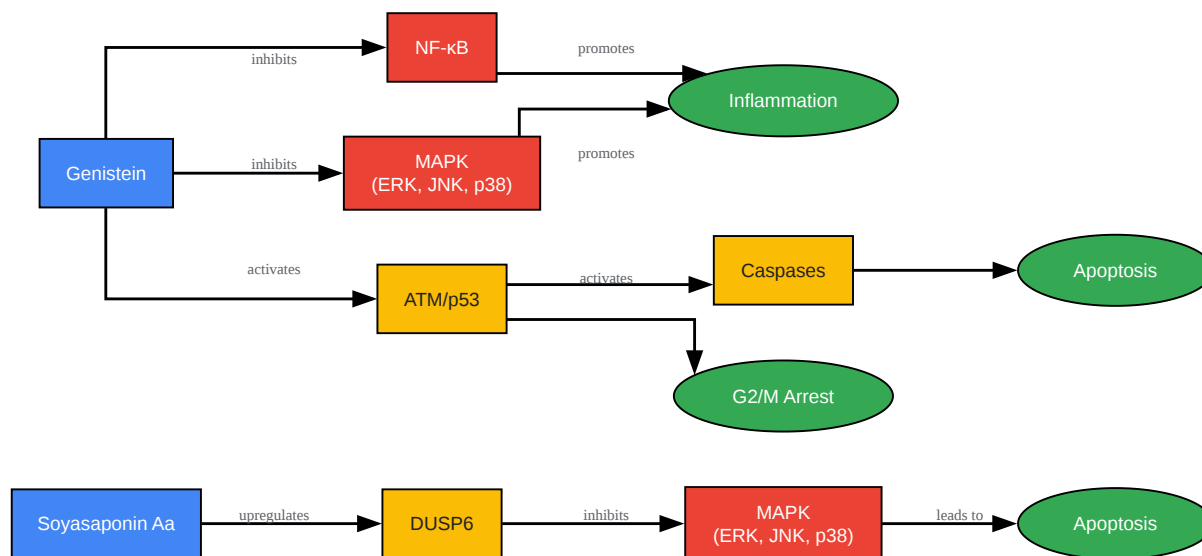 NF-κB
promotes
inhibits
Inflammation
Genistein
inhibits
MAPK
(ERK, JNK, p38)
promotes
activates
ATM/p53
activates
Caspases
Apoptosis
G2/M Arrest
Soyasaponin Aa
upregulates
DUSP6
inhibits
MAPK
(ERK, JNK, p38)
leads to
Apoptosis